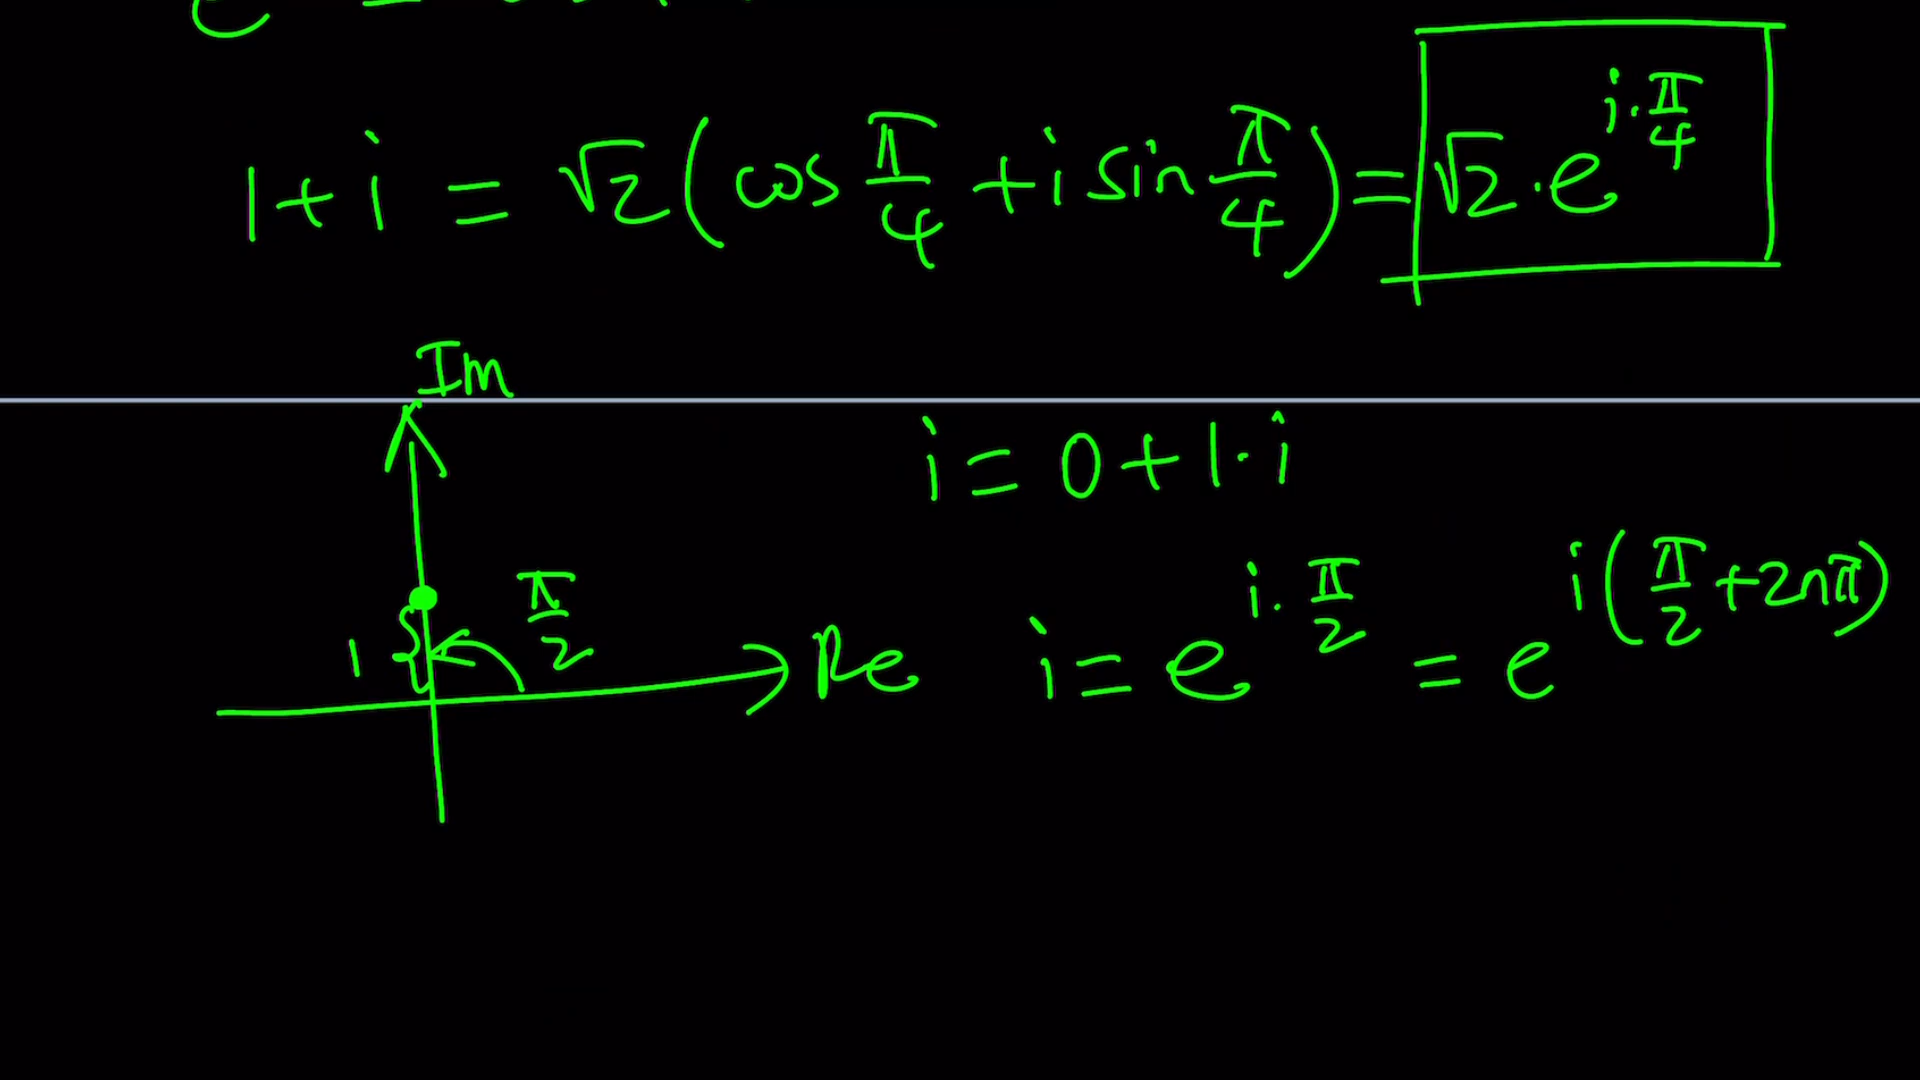 1 + i = √2 ( cos π/4 + i sin π/4 ) = √2 · e^(i · π/4)
Im
i = 0 + 1 · i
1 π/2 Re i = e^(i · π/2) = e^(i(π/2 + 2nπ))